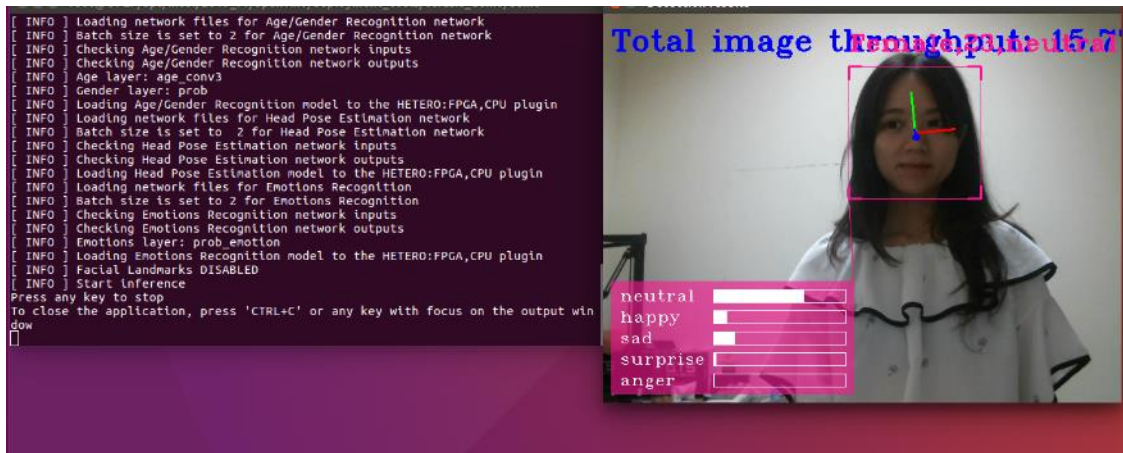 [ INFO ] Loading network files for Age/Gender Recognition network
[ INFO ] Batch size is set to 2 for Age/Gender Recognition network
[ INFO ] Checking Age/Gender Recognition network inputs
[ INFO ] Checking Age/Gender Recognition network outputs
[ INFO ] Age layer: age_conv3
[ INFO ] Gender layer: prob
[ INFO ] Loading Age/Gender Recognition model to the HETERO:FPGA,CPU plugin
[ INFO ] Loading network files for Head Pose Estimation network
[ INFO ] Batch size is set to  2 for Head Pose Estimation network
[ INFO ] Checking Head Pose Estimation network inputs
[ INFO ] Checking Head Pose Estimation network outputs
[ INFO ] Loading Head Pose Estimation model to the HETERO:FPGA,CPU plugin
[ INFO ] Loading network files for Emotions Recognition
[ INFO ] Batch size is set to 2 for Emotions Recognition
[ INFO ] Checking Emotions Recognition network inputs
[ INFO ] Checking Emotions Recognition network outputs
[ INFO ] Emotions layer: prob_emotion
[ INFO ] Loading Emotions Recognition model to the HETERO:FPGA,CPU plugin
[ INFO ] Facial Landmarks DISABLED
[ INFO ] Start inference
Press any key to stop
To close the application, press 'CTRL+C' or any key with focus on the output win
dow
Total image throughput: 15.7
Female,23,neutral
neutral
happy
sad
surprise
anger